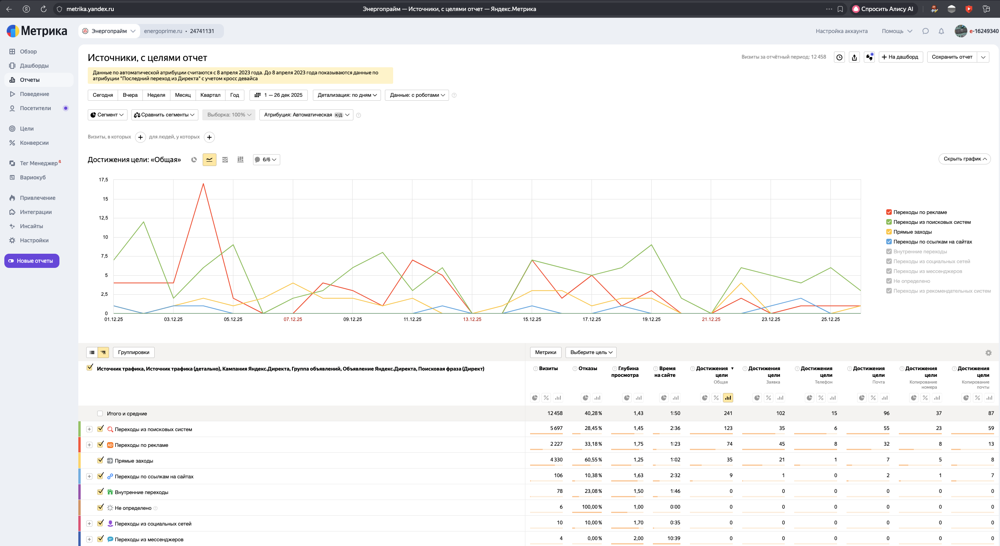 metrika.yandex.ru
Энергопрайм — Источники, с целями отчет — Яндекс.Метрика
Спросить Алису AI
Метрика
Энергопрайм
energoprime.ru • 24741131
Настройка аккаунта
Помощь
e-16249340
Обзор
Дашборды
Отчеты
Поведение
Посетители
Цели
Конверсии
Тег Менеджер ß
Вариокуб
Привлечение
Интеграции
Инсайты
Настройки
Новые отчеты
Источники, с целями отчет
Визиты за отчётный период: 12 458
+ На дашборд
Сохранить отчет
Данные по автоматической атрибуции считаются с 8 апреля 2023 года. До 8 апреля 2023 года показываются данные по
атрибуции "Последний переход из Директа" с учетом кросс девайса
Сегодня Вчера Неделя Месяц Квартал Год 1 — 26 дек 2025 Детализация: по дням Данные: с роботами ?
Сегмент Сравнить сегменты Выборка: 100% Атрибуция: Автоматическая К/Д ?
Визиты, в которых + для людей, у которых +
Достижения цели: «Общая» 6/6
Скрыть график
17,5
15
12,5
10
7,5
5
2,5
0
01.12.25 03.12.25 05.12.25 07.12.25 09.12.25 11.12.25 13.12.25 15.12.25 17.12.25 19.12.25 21.12.25 23.12.25 25.12.25
Переходы по рекламе
Переходы из поисковых систем
Прямые заходы
Переходы по ссылкам на сайтах
Внутренние переходы
Переходы из социальных сетей
Переходы из мессенджеров
Не определено
Переходы из рекомендательных систем
Группировки
Метрики Выберите цель
Источник трафика, Источник трафика (детально), Кампания Яндекс.Директа, Группа объявлений, Объявление Яндекс.Директа, Поисковая фраза (Директ)
Визиты
Отказы
Глубина
просмотра
Время
на сайте
Достижения
цели
Общая
Достижения
цели
Заявка
Достижения
цели
Телефон
Достижения
цели
Почта
Достижения
цели
Копирование
номера
Достижения
цели
Копирование
почты
% % % % % % %
Итого и средние 12 458 40,28 % 1,43 1:50 241 102 15 96 37 87
Переходы из поисковых систем 5 697 28,45 % 1,45 2:36 123 35 6 55 23 59
AD Переходы по рекламе 2 227 33,18 % 1,75 1:23 74 45 8 32 8 13
Прямые заходы 4 330 60,55 % 1,25 1:02 35 21 1 7 5 8
Переходы по ссылкам на сайтах 106 10,38 % 1,63 2:32 9 1 0 2 1 7
Внутренние переходы 78 23,08 % 1,50 1:46 0 0 0 0 0 0
Не определено ? 6 100,00 % 1,00 0:00 0 0 0 0 0 0
Переходы из социальных сетей 10 10,00 % 1,70 0:35 0 0 0 0 0 0
Переходы из мессенджеров 4 0,00 % 2,00 10:39 0 0 0 0 0 0